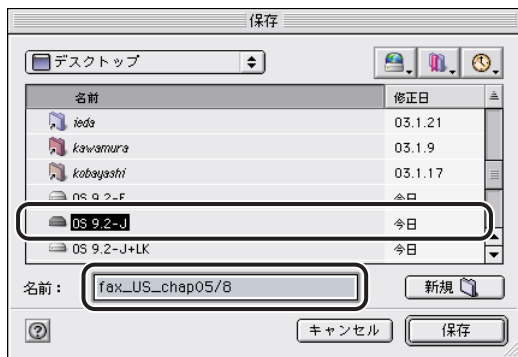 保存
デスクトップ
名前 修正日
ieda 03.1.21
kawamura 03.1.9
kobayashi 03.1.17
OS 9.2-E 今日
OS 9.2-J 今日
OS 9.2-J+LK 今日
名前： fax_US_chap05/8 新規
? キャンセル 保存